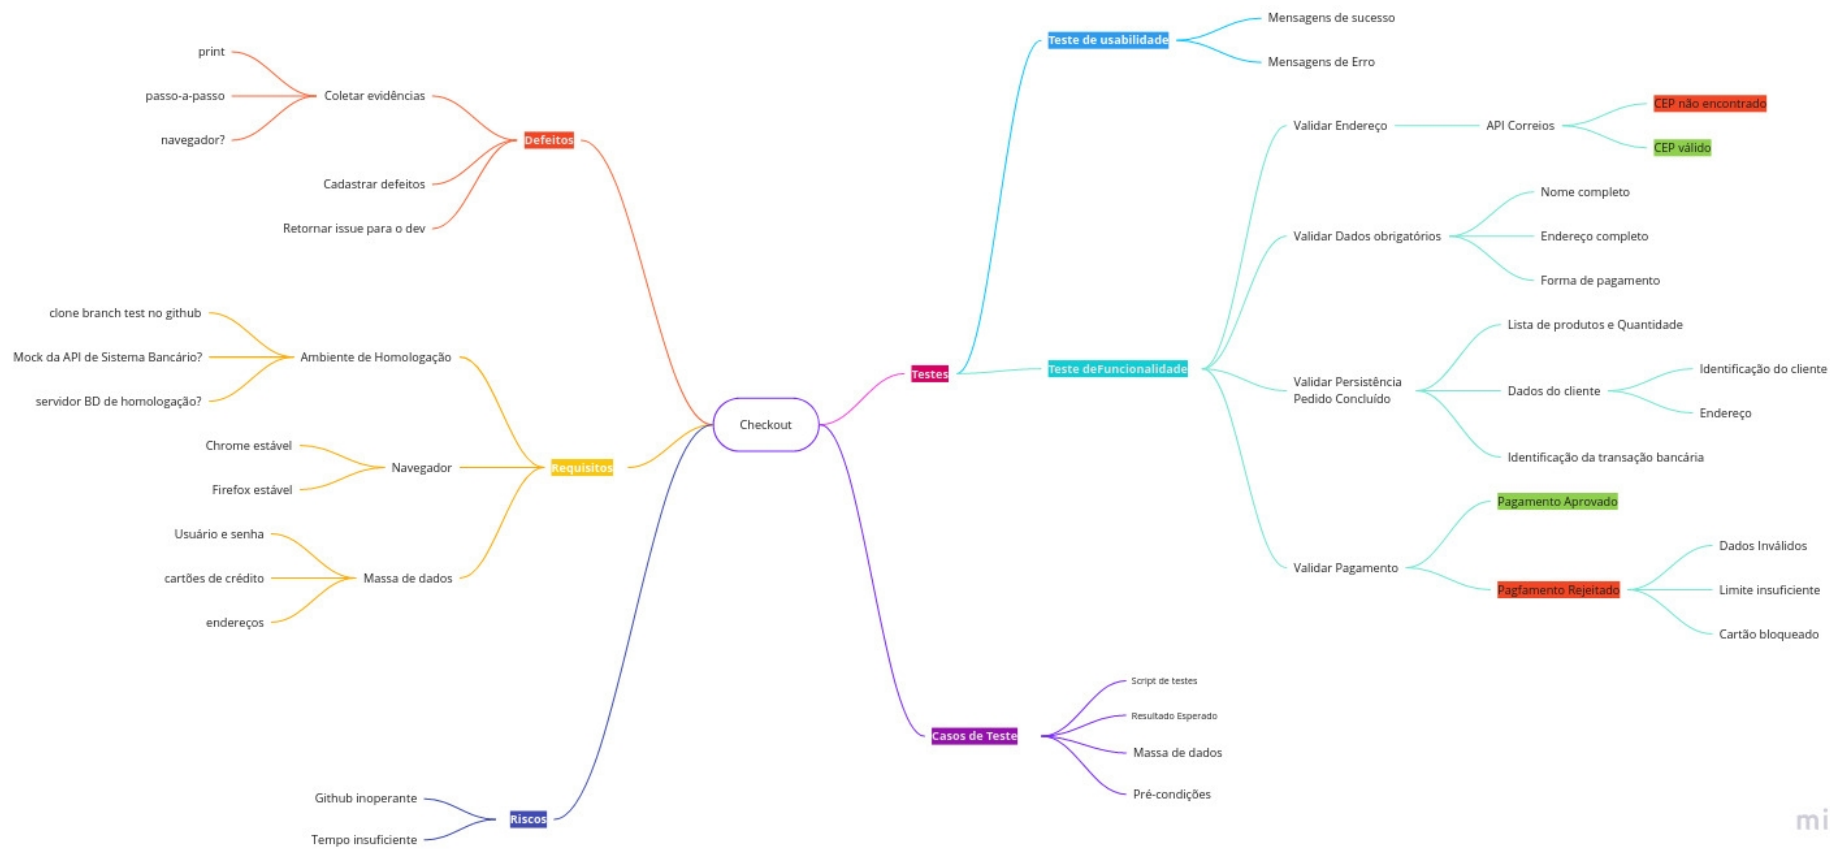 Checkout
Defeitos
Coletar evidências
print
passo-a-passo
navegador?
Cadastrar defeitos
Retornar issue para o dev
Requisitos
Ambiente de Homologação
clone branch test no github
Mock da API de Sistema Bancário?
servidor BD de homologação?
Navegador
Chrome estável
Firefox estável
Massa de dados
Usuário e senha
cartões de crédito
endereços
Riscos
Github inoperante
Tempo insuficiente
Testes
Teste de usabilidade
Mensagens de sucesso
Mensagens de Erro
Teste deFuncionalidade
Validar Endereço
API Correios
CEP não encontrado
CEP válido
Validar Dados obrigatórios
Nome completo
Endereço completo
Forma de pagamento
Validar Persistência
Pedido Concluído
Lista de produtos e Quantidade
Dados do cliente
Identificação do cliente
Endereço
Identificação da transação bancária
Validar Pagamento
Pagamento Aprovado
Pagfamento Rejeitado
Dados Inválidos
Limite insuficiente
Cartão bloqueado
Casos de Teste
Script de testes
Resultado Esperado
Massa de dados
Pré-condições
mi